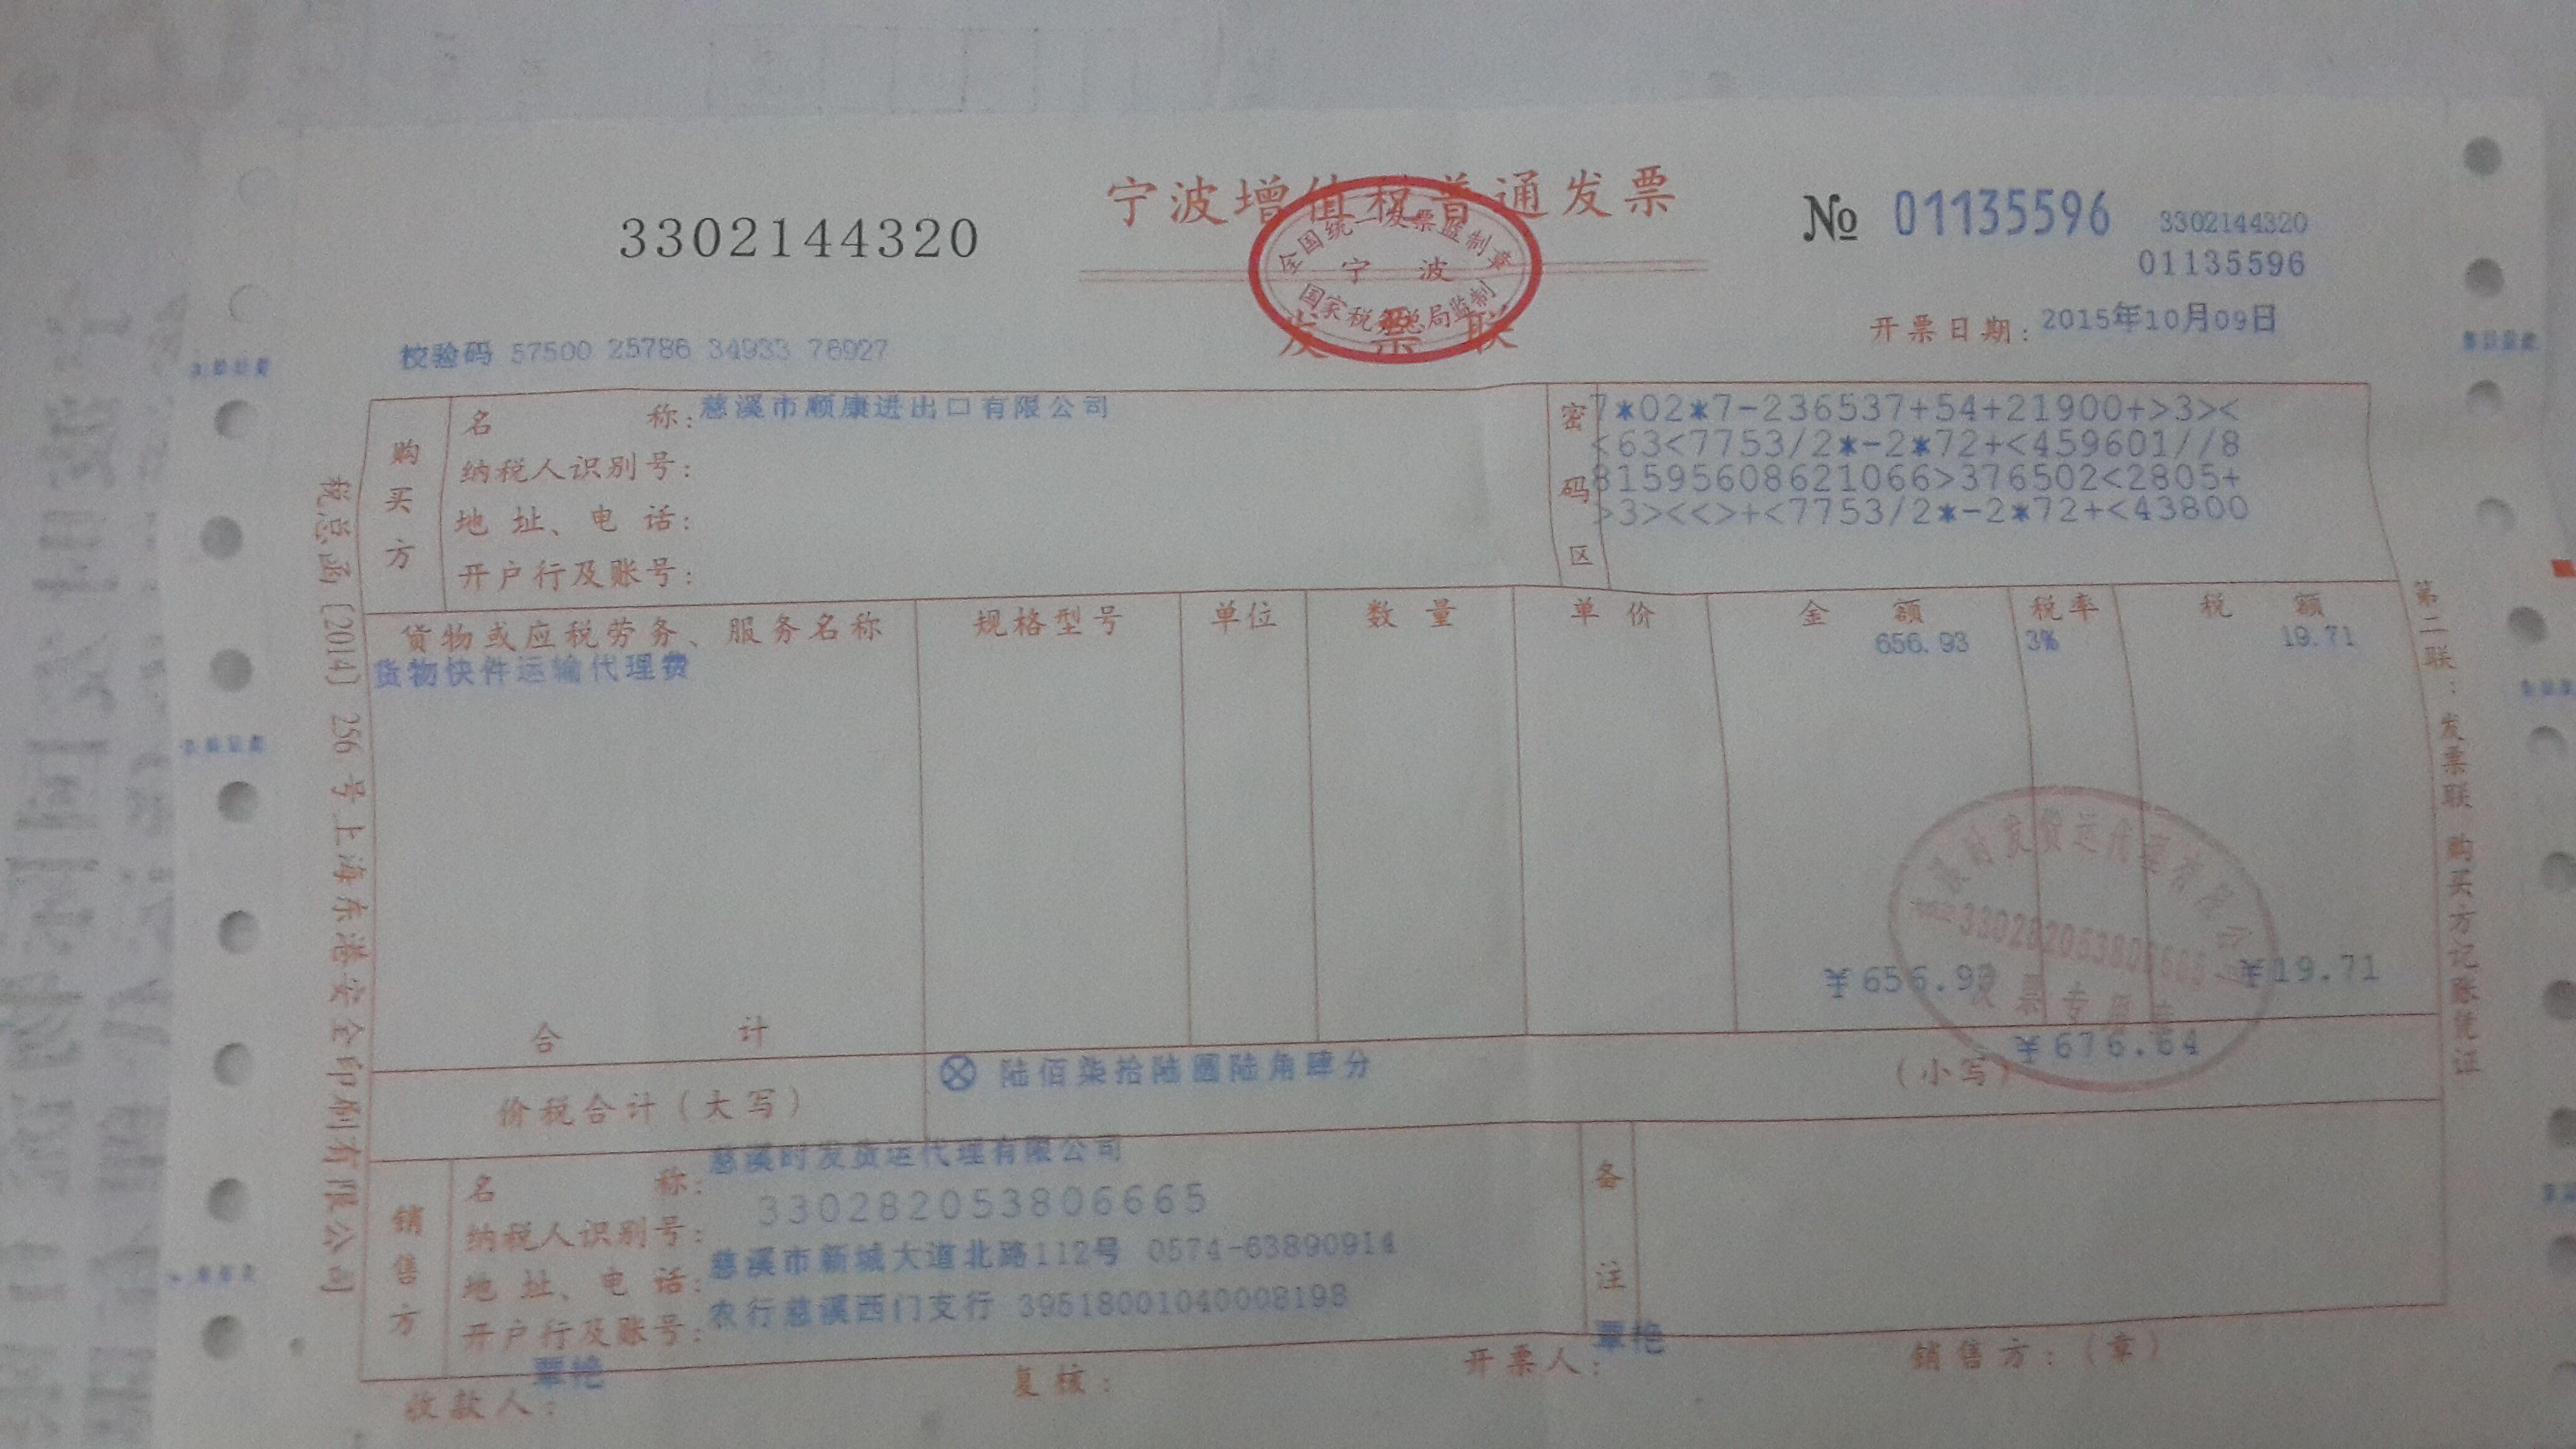 宁波增值税普通发票
3302144320
№ 01135596
3302144320
01135596
全国统一发票监制章
宁 波
国家税务总局监制
发 票 联
开票日期: 2015年10月09日
校验码 57500 25786 34933 76927
购买方
名 称: 慈溪市顺康进出口有限公司
纳税人识别号:
地 址、电 话:
开户行及账号:
密码区
7*02*7-236537+54+21900+>3><
<63<7753/2*-2*72+<459601//8
81595608621066>376502<2805+
>3><<>+<7753/2*-2*72+<43800
货物或应税劳务、服务名称 规格型号 单位 数 量 单 价 金 额 税率 税 额
货物快件运输代理费 656.93 3% 19.71
合 计 ¥656.93 ¥19.71
价税合计(大写) ⊗ 陆佰柒拾陆圆陆角肆分 (小写) ¥676.64
销售方
名 称: 慈溪时发货运代理有限公司
纳税人识别号: 330282053806665
地 址、电 话: 慈溪市新城大道北路112号 0574-63890914
开户行及账号: 农行慈溪西门支行 39518001040008198
备注
收款人: 覃艳 复核: 开票人: 覃艳 销售方:(章)
税总函〔2014〕256号上海东港安全印刷有限公司
第二联:发票联 购买方记账凭证
溪时发货运代理有限公司
330282053806665
发票专用章